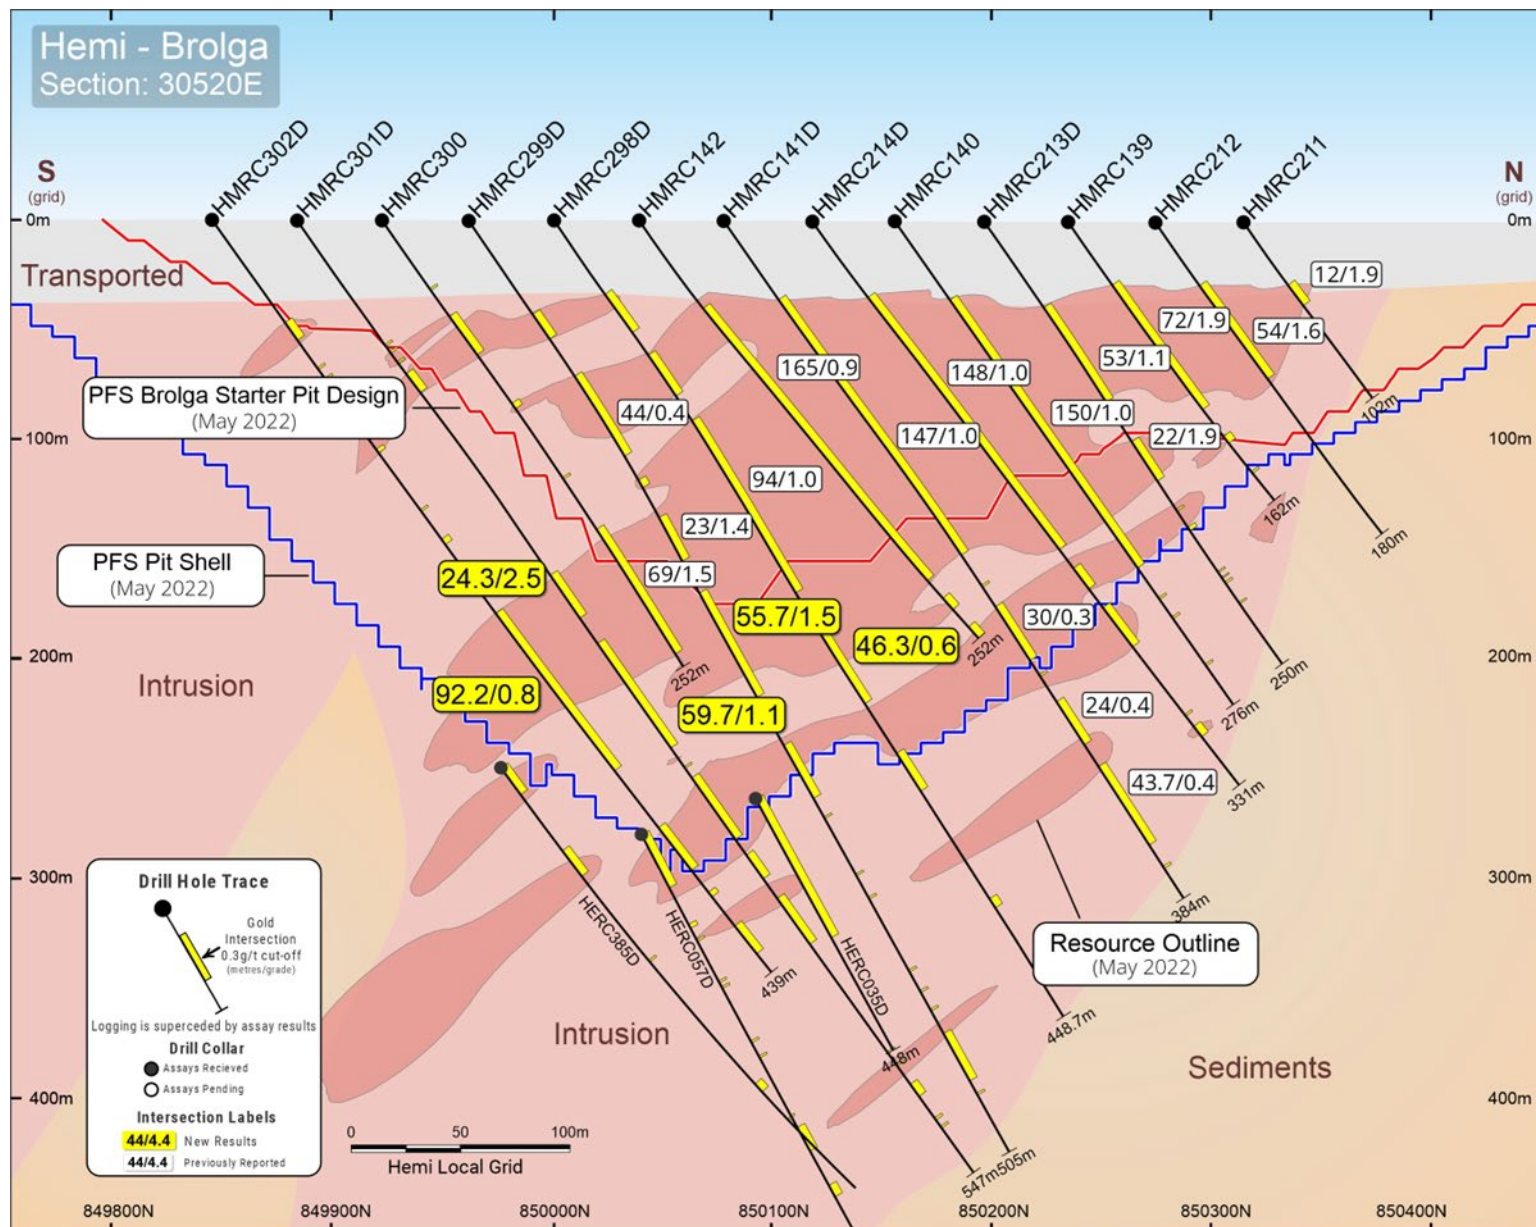 Hemi - Brolga
Section: 30520E
S
(grid)
N
(grid)
HMRC302D
HMRC301D
HMRC300
HMRC299D
HMRC298D
HMRC142
HMRC141D
HMRC214D
HMRC140
HMRC213D
HMRC139
HMRC212
HMRC211
0m
0m
Transported
12/1.9
72/1.9
54/1.6
53/1.1
165/0.9
148/1.0
PFS Brolga Starter Pit Design
(May 2022)
44/0.4
150/1.0
102m
100m
147/1.0
22/1.9
100m
94/1.0
23/1.4
162m
180m
PFS Pit Shell
(May 2022)
24.3/2.5
69/1.5
55.7/1.5
30/0.3
46.3/0.6
252m
252m
250m
200m
200m
Intrusion
92.2/0.8
59.7/1.1
24/0.4
276m
43.7/0.4
331m
300m
300m
384m
HERC385D
HERC057D
HERC035D
439m
Resource Outline
(May 2022)
448.7m
448m
Intrusion
Sediments
400m
400m
547m
505m
Drill Hole Trace
Gold
Intersection
0.3g/t cut-off
(metres/grade)
Logging is superceded by assay results
Drill Collar
Assays Recieved
Assays Pending
Intersection Labels
44/4.4 New Results
44/4.4 Previously Reported
0 50 100m
Hemi Local Grid
849800N 849900N 850000N 850100N 850200N 850300N 850400N